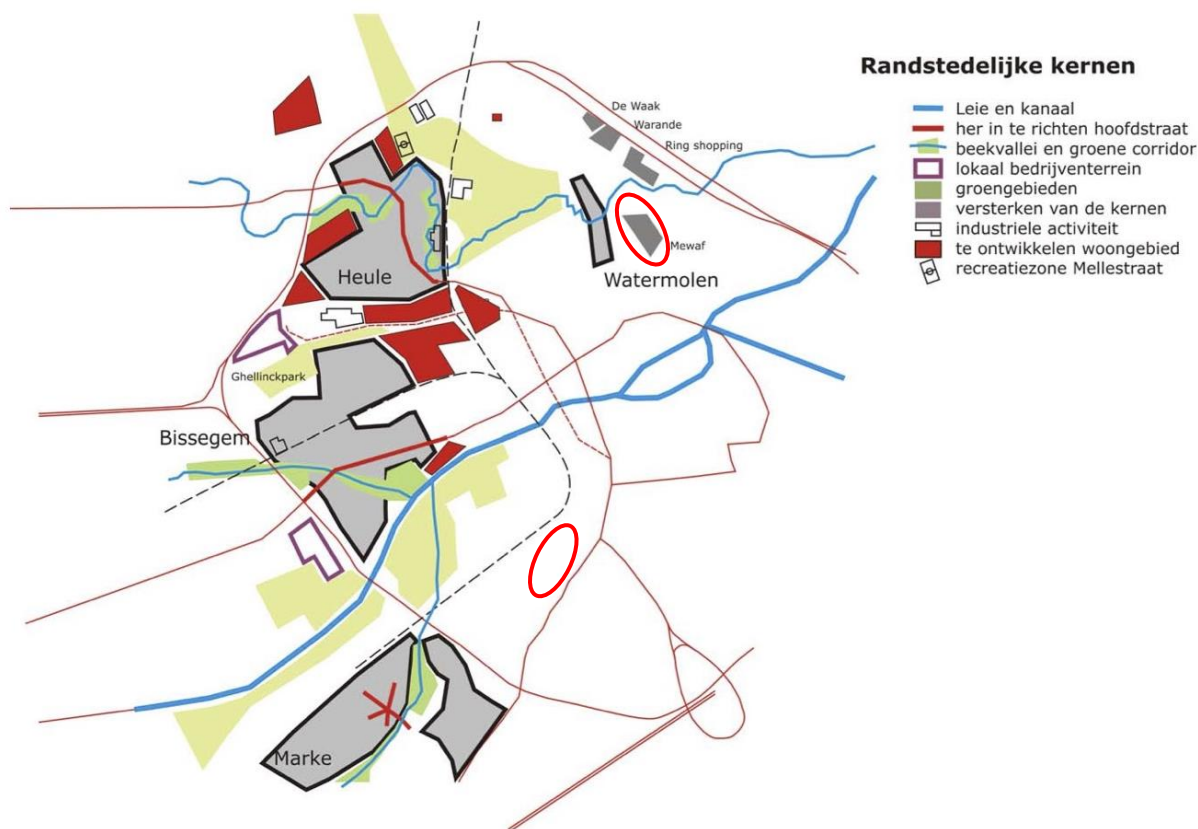 Randstedelijke kernen
Leie en kanaal
her in te richten hoofdstraat
beekvallei en groene corridor
lokaal bedrijventerrein
groengebieden
versterken van de kernen
industriele activiteit
te ontwikkelen woongebied
recreatiezone Mellestraat
De Waak
Warande
Ring shopping
Mewaf
Watermolen
Heule
Ghellinckpark
Bissegem
Marke